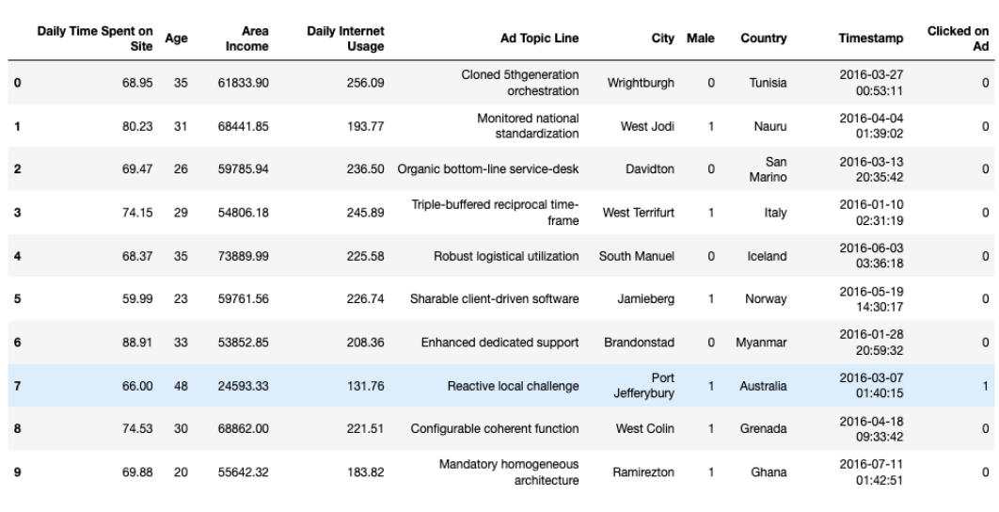 Daily Time Spent on Site Age Area Income Daily Internet Usage Ad Topic Line City Male Country Timestamp Clicked on Ad
0 68.95 35 61833.90 256.09 Cloned 5thgeneration orchestration Wrightburgh 0 Tunisia 2016-03-27 00:53:11 0
1 80.23 31 68441.85 193.77 Monitored national standardization West Jodi 1 Nauru 2016-04-04 01:39:02 0
2 69.47 26 59785.94 236.50 Organic bottom-line service-desk Davidton 0 San Marino 2016-03-13 20:35:42 0
3 74.15 29 54806.18 245.89 Triple-buffered reciprocal time-frame West Terrifurt 1 Italy 2016-01-10 02:31:19 0
4 68.37 35 73889.99 225.58 Robust logistical utilization South Manuel 0 Iceland 2016-06-03 03:36:18 0
5 59.99 23 59761.56 226.74 Sharable client-driven software Jamieberg 1 Norway 2016-05-19 14:30:17 0
6 88.91 33 53852.85 208.36 Enhanced dedicated support Brandonstad 0 Myanmar 2016-01-28 20:59:32 0
7 66.00 48 24593.33 131.76 Reactive local challenge Port Jefferybury 1 Australia 2016-03-07 01:40:15 1
8 74.53 30 68862.00 221.51 Configurable coherent function West Colin 1 Grenada 2016-04-18 09:33:42 0
9 69.88 20 55642.32 183.82 Mandatory homogeneous architecture Ramirezton 1 Ghana 2016-07-11 01:42:51 0